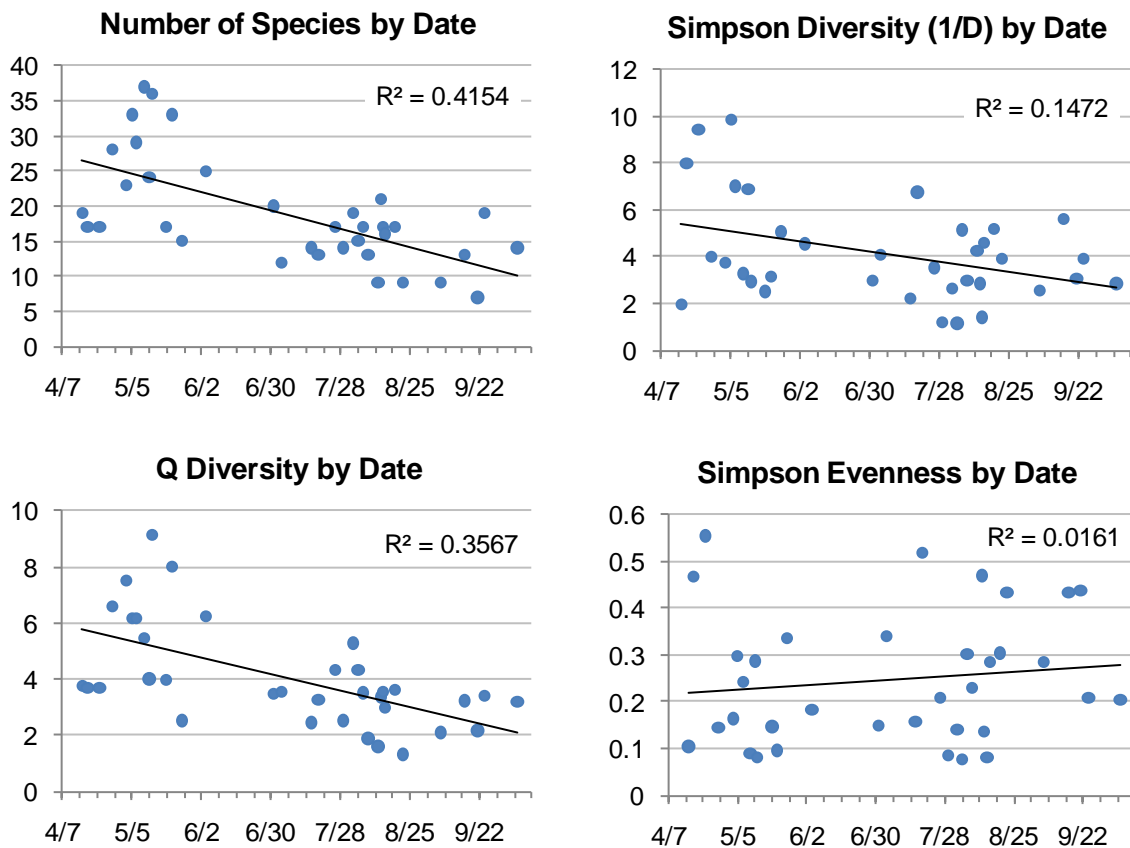 Number of Species by Date
R² = 0.4154
40
35
30
25
20
15
10
5
0
4/7 5/5 6/2 6/30 7/28 8/25 9/22
Simpson Diversity (1/D) by Date
R² = 0.1472
12
10
8
6
4
2
0
4/7 5/5 6/2 6/30 7/28 8/25 9/22
Q Diversity by Date
R² = 0.3567
10
8
6
4
2
0
4/7 5/5 6/2 6/30 7/28 8/25 9/22
Simpson Evenness by Date
R² = 0.0161
0.6
0.5
0.4
0.3
0.2
0.1
0
4/7 5/5 6/2 6/30 7/28 8/25 9/22